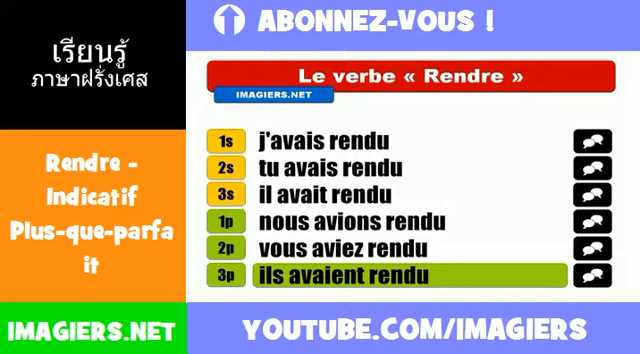 เรียนรู้
ภาษาฝรั่งเศส
Rendre -
Indicatif
Plus-que-parfa
it
IMAGIERS.NET
ABONNEZ-VOUS !
Le verbe « Rendre »
IMAGIERS.NET
1s j'avais rendu
2s tu avais rendu
3s il avait rendu
1p nous avions rendu
2p vous aviez rendu
3p ils avaient rendu
YOUTUBE.COM/IMAGIERS